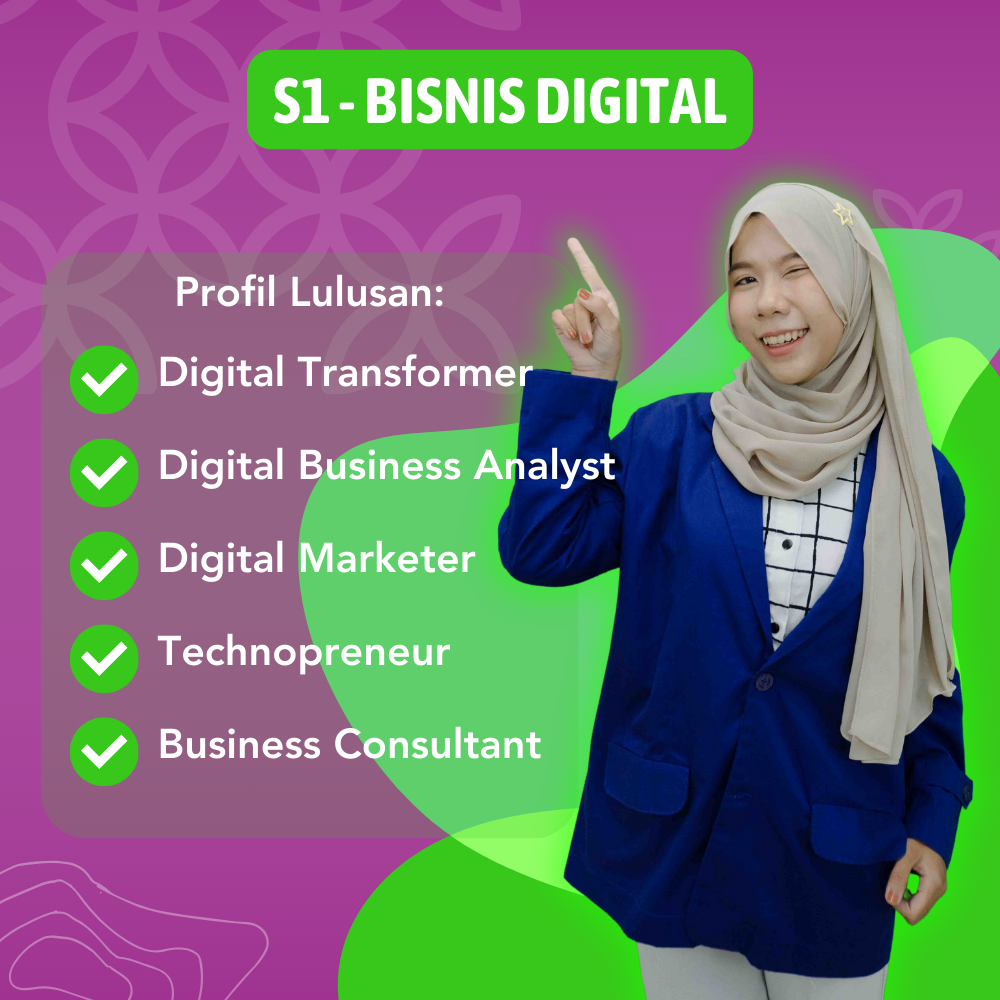 S1 - BISNIS DIGITAL
Profil Lulusan:
Digital Transformer
Digital Business Analyst
Digital Marketer
Technopreneur
Business Consultant